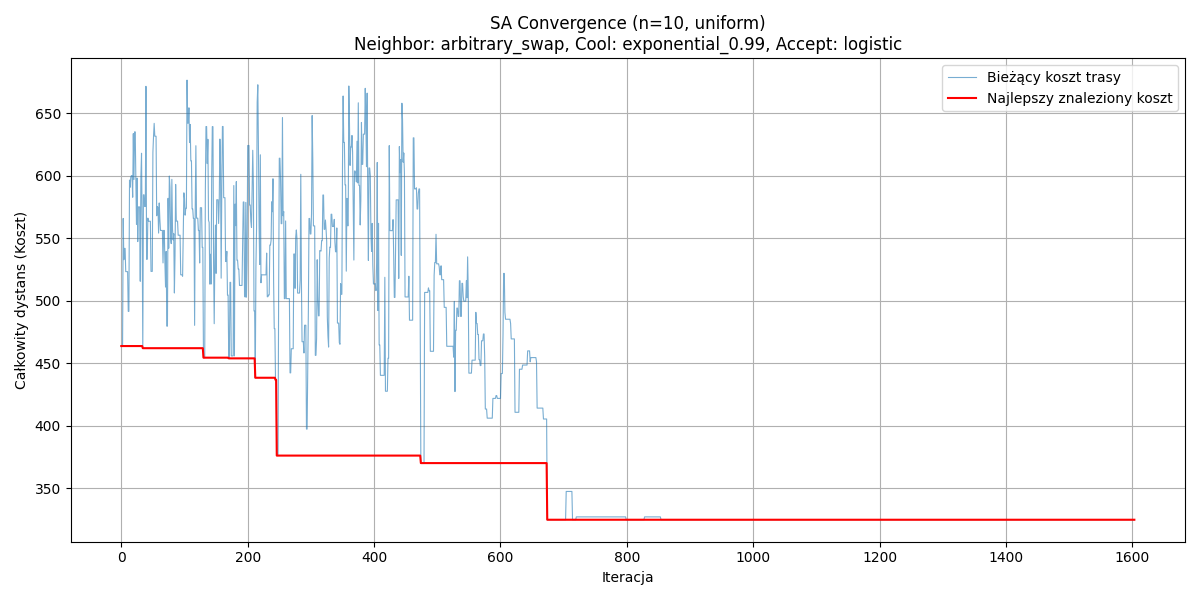 SA Convergence (n=10, uniform)
Neighbor: arbitrary_swap, Cool: exponential_0.99, Accept: logistic
Bieżący koszt trasy
Najlepszy znaleziony koszt
Całkowity dystans (Koszt)
650
600
550
500
450
400
350
0 200 400 600 800 1000 1200 1400 1600
Iteracja